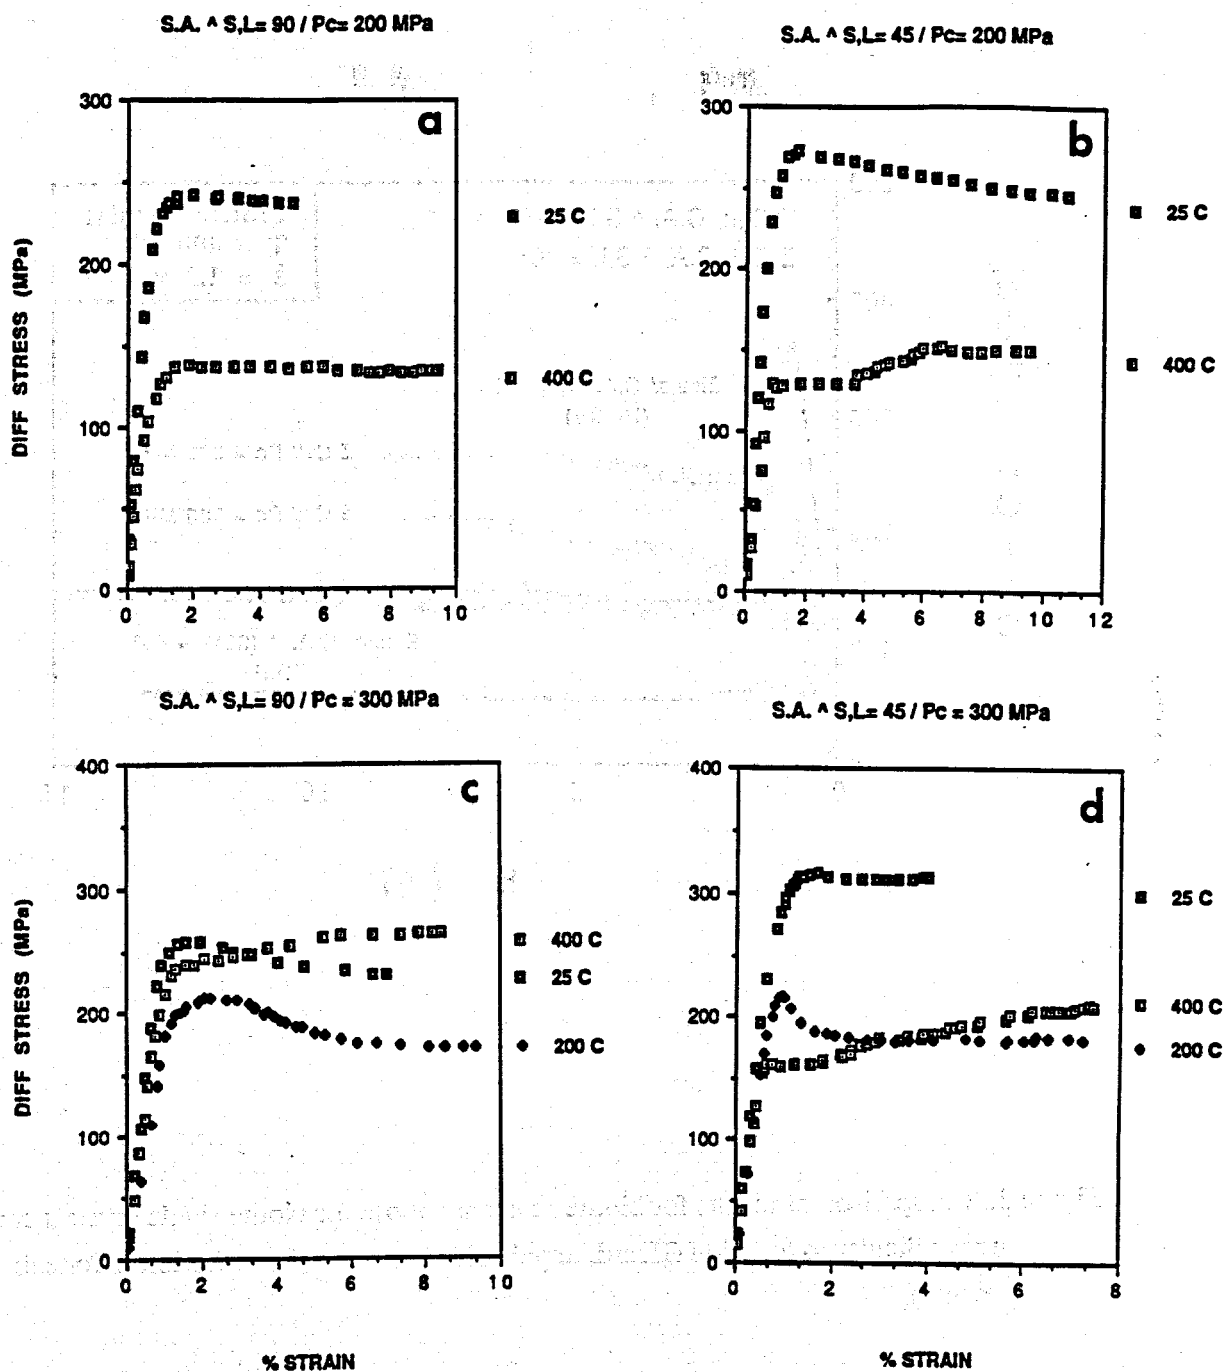 S.A. ^ S,L= 90 / Pc= 200 MPa
S.A. ^ S,L= 45 / Pc= 200 MPa
a
300
200
100
0
0 2 4 6 8 10
DIFF STRESS (MPa)
25 C
400 C
b
300
200
100
0
0 2 4 6 8 10 12
25 C
400 C
S.A. ^ S,L= 90 / Pc = 300 MPa
S.A. ^ S,L= 45 / Pc = 300 MPa
c
400
300
200
100
0
0 2 4 6 8 10
DIFF STRESS (MPa)
400 C
25 C
200 C
% STRAIN
d
400
300
200
100
0
0 2 4 6 8
25 C
400 C
200 C
% STRAIN